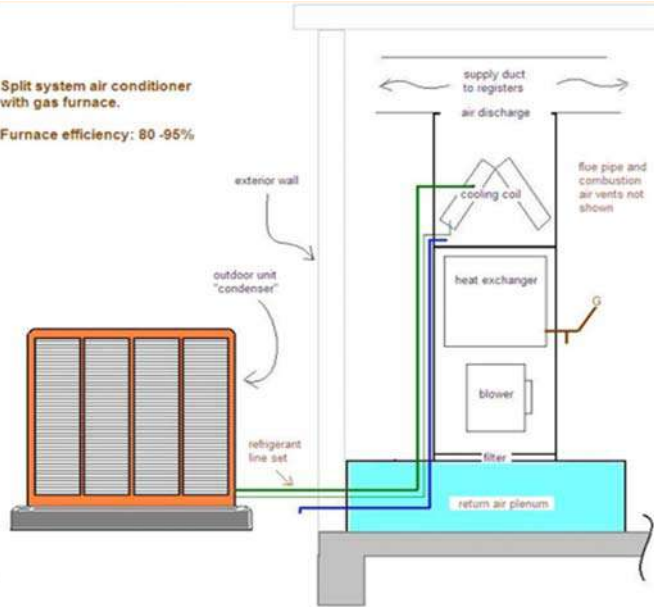 Split system air conditioner
with gas furnace.
Furnace efficiency: 80 -95%
supply duct
to registers
air discharge
exterior wall
cooling coil
flue pipe and
combustion
air vents not
shown
outdoor unit
"condenser"
heat exchanger
G
blower
refrigerant
line set
filter
return air plenum